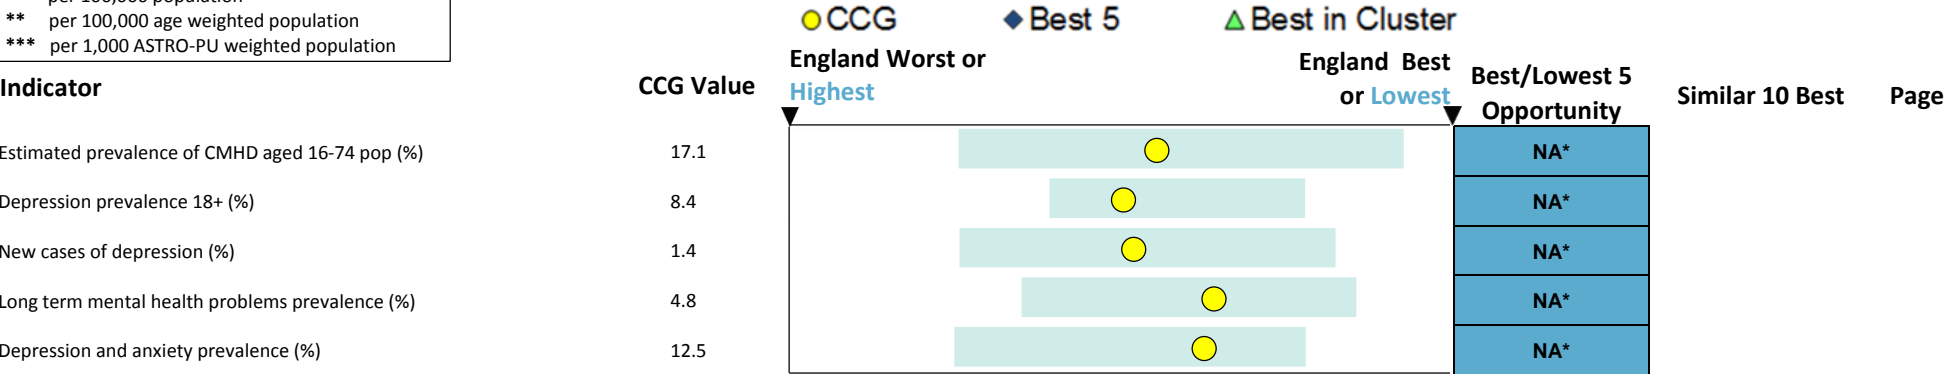 per 100,000 population
** per 100,000 age weighted population
*** per 1,000 ASTRO-PU weighted population
CCG
Best 5
Best in Cluster
Indicator
CCG Value
England Worst or
Highest
England Best
or Lowest
Best/Lowest 5
Opportunity
Similar 10 Best
Page
Estimated prevalence of CMHD aged 16-74 pop (%) 17.1 NA*
Depression prevalence 18+ (%) 8.4 NA*
New cases of depression (%) 1.4 NA*
Long term mental health problems prevalence (%) 4.8 NA*
Depression and anxiety prevalence (%) 12.5 NA*